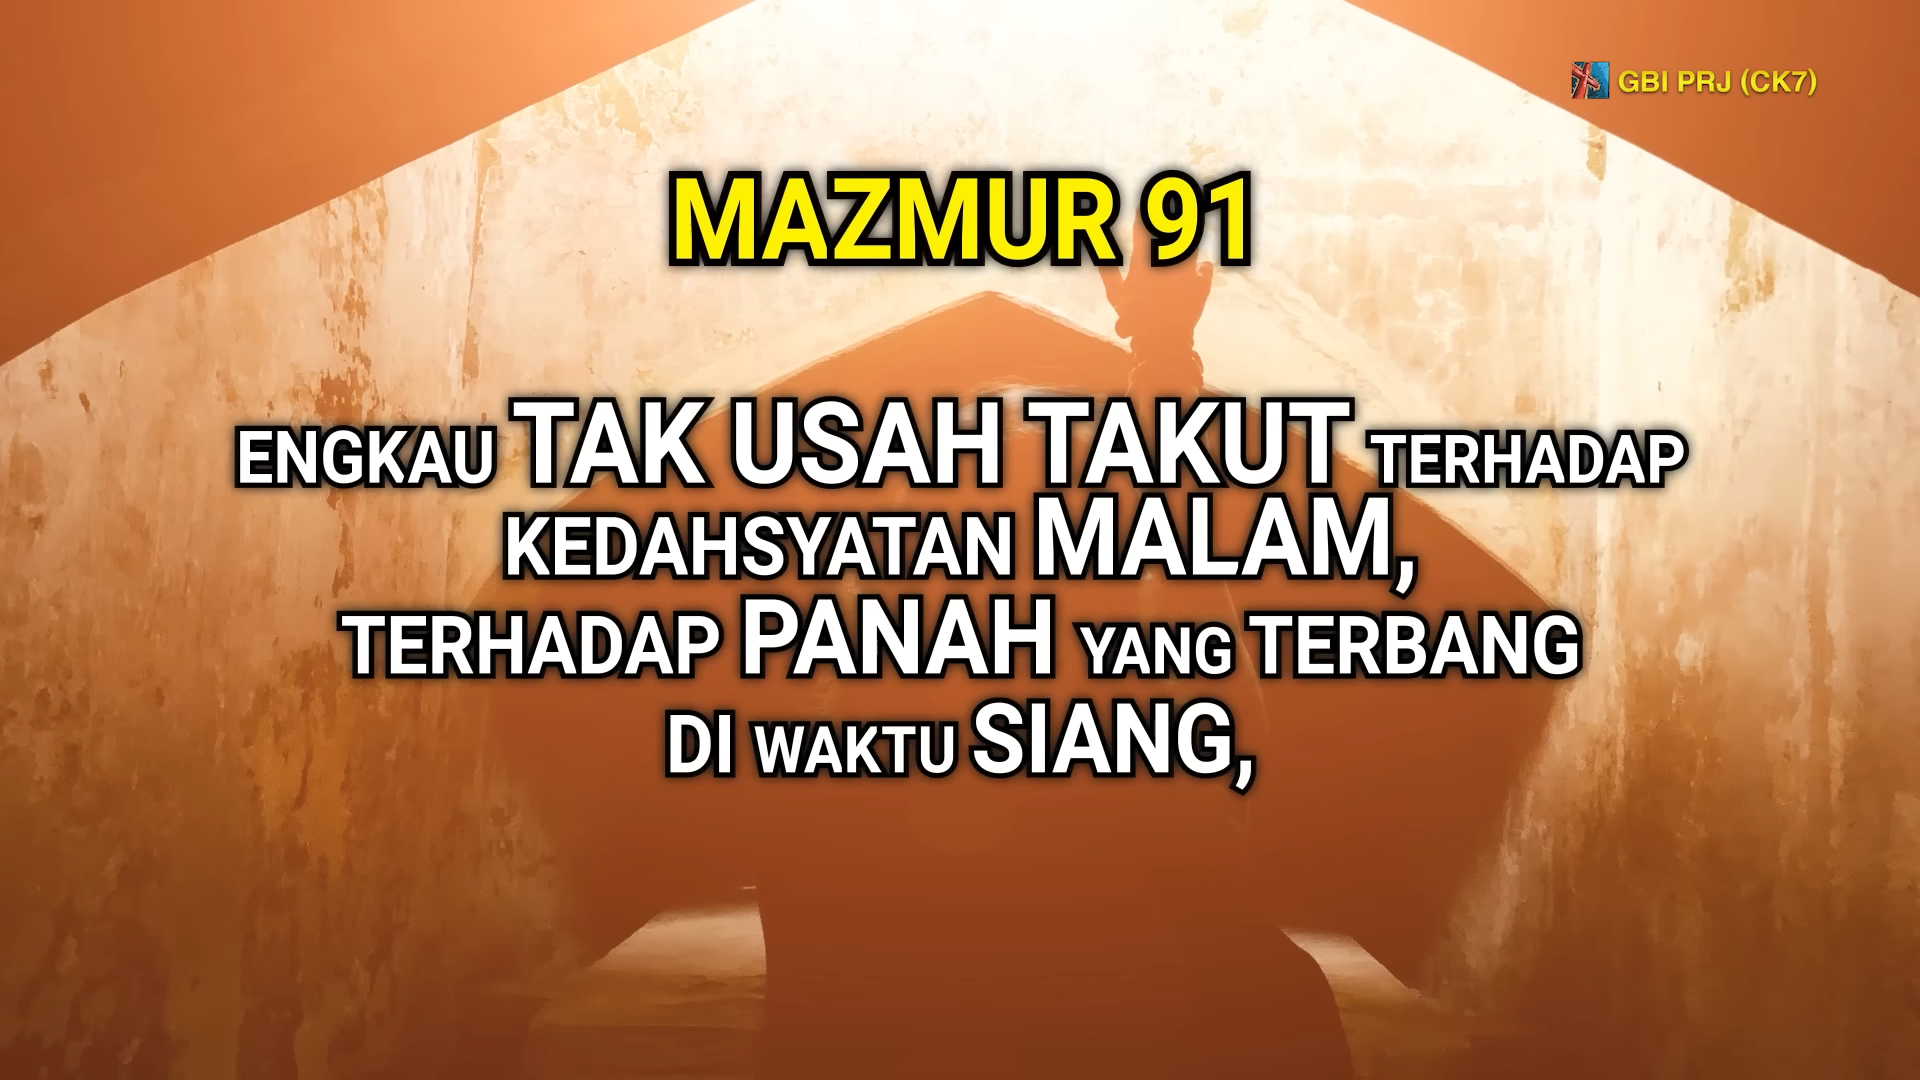 GBI PRJ (CK7)
MAZMUR 91
ENGKAU TAK USAH TAKUT TERHADAP
KEDAHSYATAN MALAM,
TERHADAP PANAH YANG TERBANG
DI WAKTU SIANG,